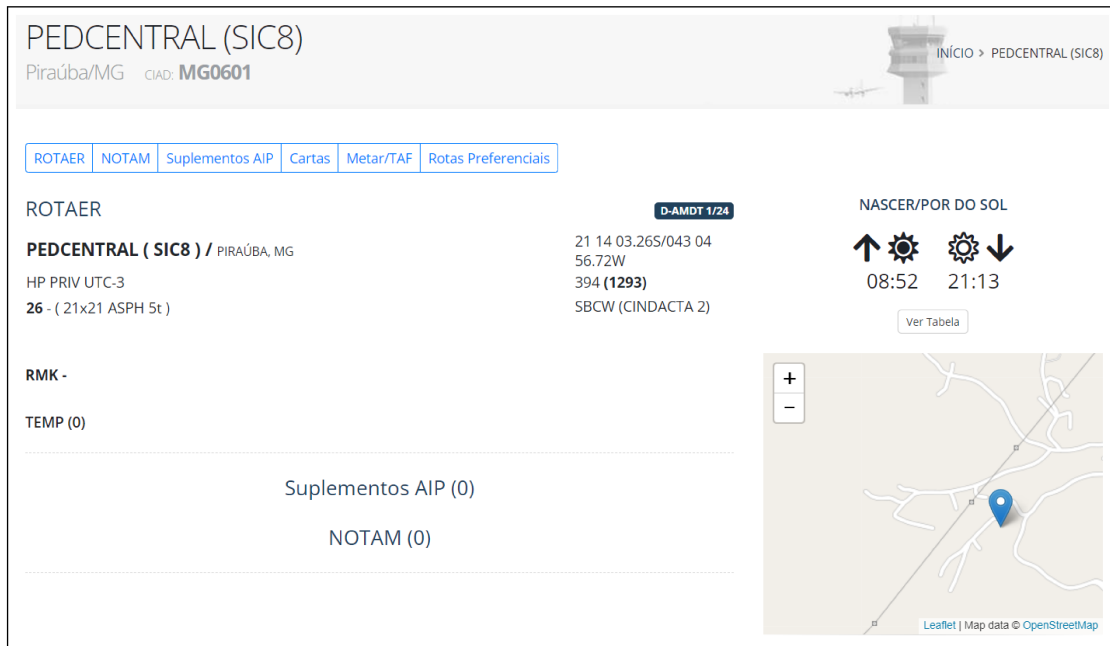 PEDCENTRAL (SIC8)
Piraúba/MG CIAD: MG0601
INÍCIO > PEDCENTRAL (SIC8)
ROTAER NOTAM Suplementos AIP Cartas Metar/TAF Rotas Preferenciais
ROTAER
D-AMDT 1/24
PEDCENTRAL ( SIC8 ) / PIRAÚBA, MG
HP PRIV UTC-3
26 - ( 21x21 ASPH 5t )
21 14 03.26S/043 04
56.72W
394 (1293)
SBCW (CINDACTA 2)
RMK -
TEMP (0)
Suplementos AIP (0)
NOTAM (0)
NASCER/POR DO SOL
08:52 21:13
Ver Tabela
+
−
Leaflet | Map data © OpenStreetMap